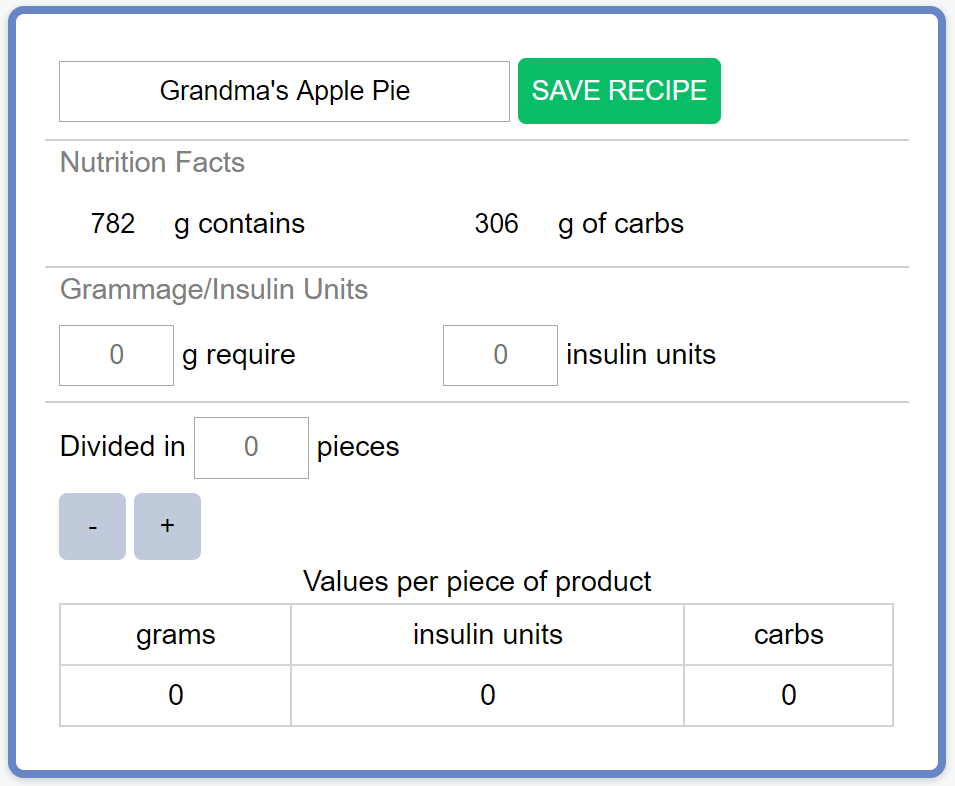 Grandma's Apple Pie SAVE RECIPE
Nutrition Facts
782 g contains 306 g of carbs
Grammage/Insulin Units
0 g require 0 insulin units
Divided in 0 pieces
- +
Values per piece of product
grams insulin units carbs
0 0 0